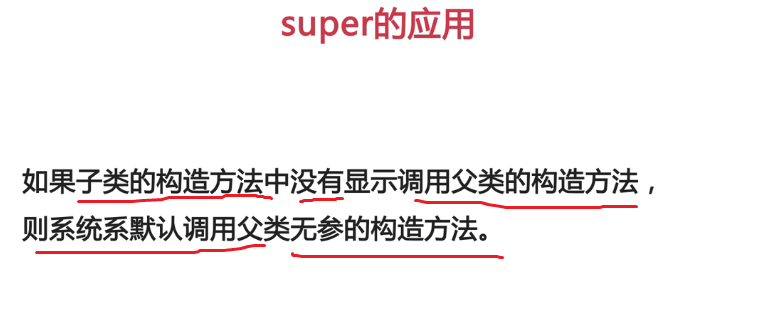 super的应用
如果子类的构造方法中没有显示调用父类的构造方法，
则系统系默认调用父类无参的构造方法。